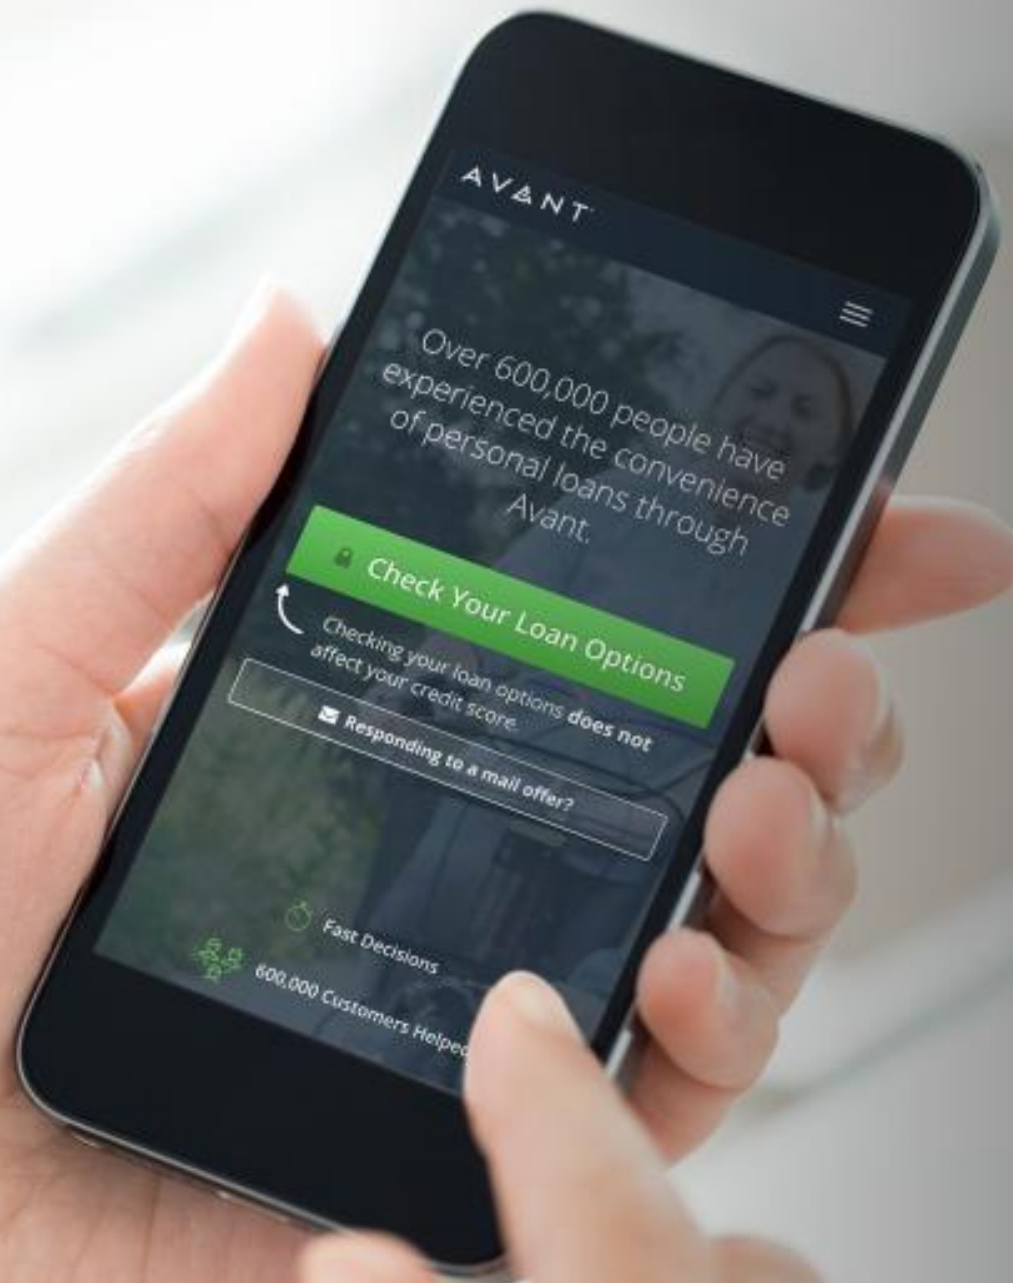 AVANT
Over 600,000 people have
experienced the convenience
of personal loans through
Avant.
Check Your Loan Options
Checking your loan options does not
affect your credit score.
Responding to a mail offer?
Fast Decisions
600,000 Customers Helped